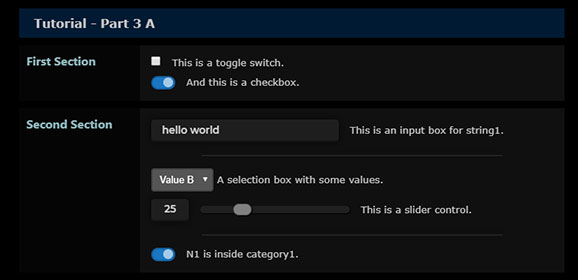 Tutorial - Part 3 A
First Section
This is a toggle switch.
And this is a checkbox.
Second Section
hello world This is an input box for string1.
Value B A selection box with some values.
25 This is a slider control.
N1 is inside category1.